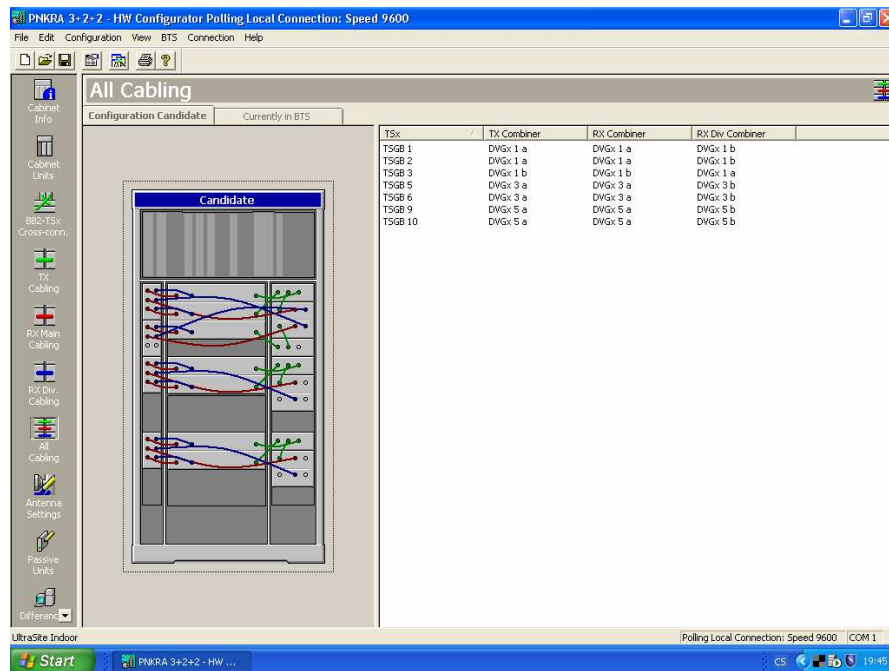 PNKRA 3+2+2 - HW Configurator Polling Local Connection: Speed 9600
File Edit Configuration View BTS Connection Help
All Cabling
Configuration Candidate Currently in BTS
Cabinet
Info
Cabinet
Units
BB2-TSx
Cross-conn.
TX
Cabling
RX Main
Cabling
RX Div.
Cabling
All
Cabling
Antenna
Settings
Passive
Units
Differenc
Candidate
TSx TX Combiner RX Combiner RX Div Combiner
TSGB 1 DVGx 1 a DVGx 1 a DVGx 1 b
TSGB 2 DVGx 1 a DVGx 1 a DVGx 1 b
TSGB 3 DVGx 1 b DVGx 1 b DVGx 1 a
TSGB 5 DVGx 3 a DVGx 3 a DVGx 3 b
TSGB 6 DVGx 3 a DVGx 3 a DVGx 3 b
TSGB 9 DVGx 5 a DVGx 5 a DVGx 5 b
TSGB 10 DVGx 5 a DVGx 5 a DVGx 5 b
UltraSite Indoor Polling Local Connection: Speed 9600 COM 1
Start PNKRA 3+2+2 - HW ... CS 19:45